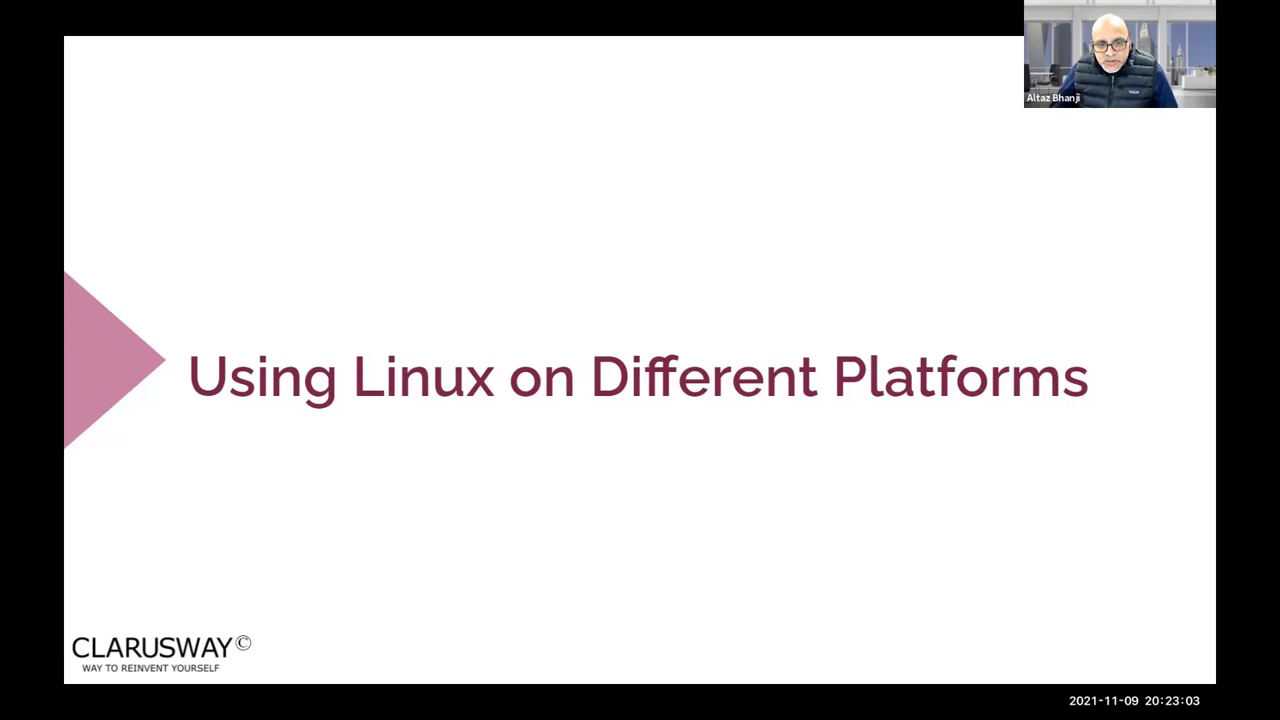 Altaz Bhanji
Using Linux on Different Platforms
CLARUSWAY©
WAY TO REINVENT YOURSELF
2021-11-09 20:23:03